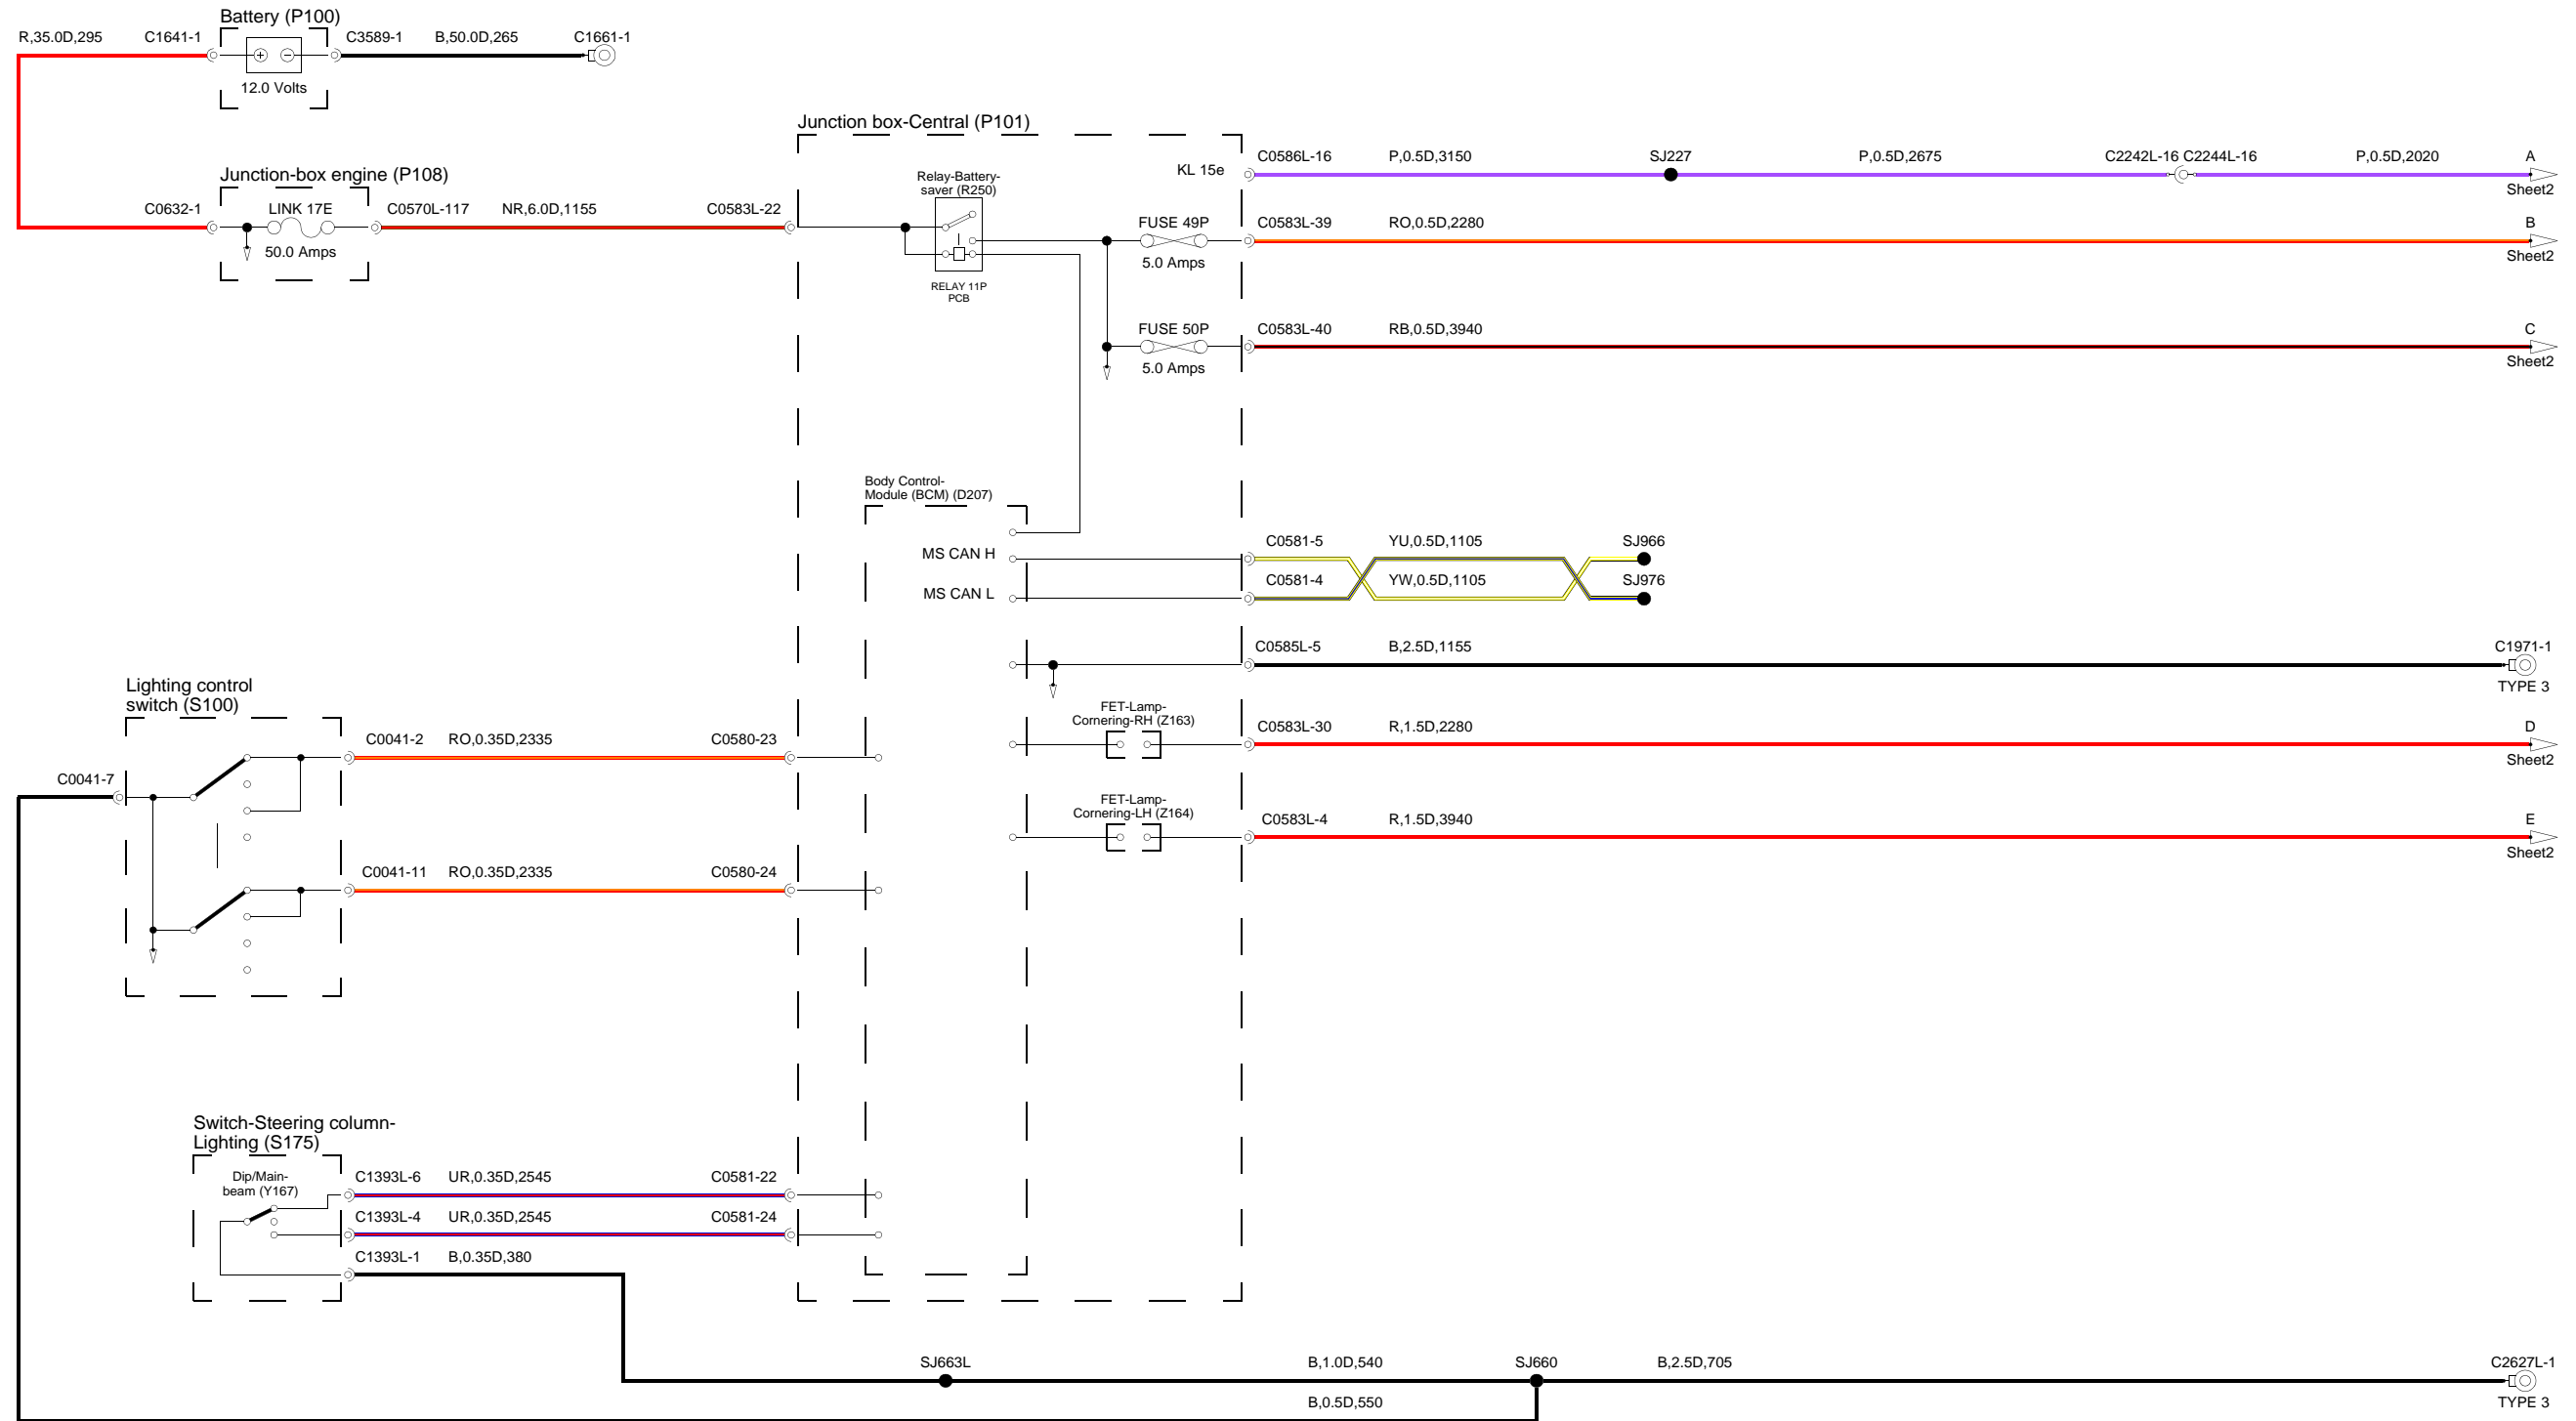 Battery (P100)
R,35.0D,295
C1641-1
C3589-1
B,50.0D,265
C1661-1
12.0 Volts
Junction box-Central (P101)
Junction-box engine (P108)
C0632-1
LINK 17E
C0570L-117
NR,6.0D,1155
C0583L-22
50.0 Amps
Relay-Battery-
saver (R250)
RELAY 11P
PCB
KL 15e
C0586L-16
P,0.5D,3150
SJ227
P,0.5D,2675
C2242L-16 C2244L-16
P,0.5D,2020
A
Sheet2
FUSE 49P
5.0 Amps
C0583L-39
RO,0.5D,2280
B
Sheet2
FUSE 50P
5.0 Amps
C0583L-40
RB,0.5D,3940
C
Sheet2
Body Control-
Module (BCM) (D207)
MS CAN H
C0581-5
YU,0.5D,1105
SJ966
MS CAN L
C0581-4
YW,0.5D,1105
SJ976
C0585L-5
B,2.5D,1155
C1971-1
TYPE 3
Lighting control
switch (S100)
C0041-7
C0041-2
RO,0.35D,2335
C0580-23
FET-Lamp-
Cornering-RH (Z163)
C0583L-30
R,1.5D,2280
D
Sheet2
FET-Lamp-
Cornering-LH (Z164)
C0583L-4
R,1.5D,3940
E
Sheet2
C0041-11
RO,0.35D,2335
C0580-24
Switch-Steering column-
Lighting (S175)
Dip/Main-
beam (Y167)
C1393L-6
UR,0.35D,2545
C0581-22
C1393L-4
UR,0.35D,2545
C0581-24
C1393L-1
B,0.35D,380
SJ663L
B,1.0D,540
SJ660
B,2.5D,705
C2627L-1
TYPE 3
B,0.5D,550